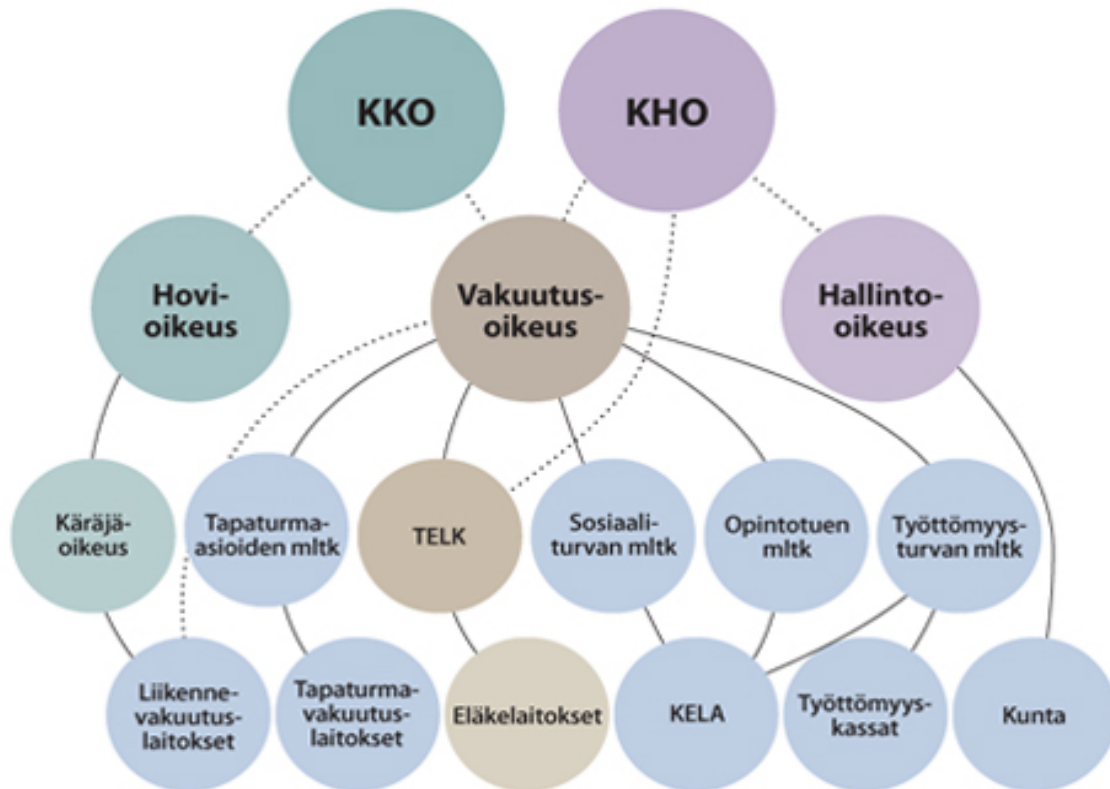 KKO
KHO
Hovi-
oikeus
Vakuutus-
oikeus
Hallinto-
oikeus
Käräjä-
oikeus
Tapaturma-
asioiden mltk
TELK
Sosiaali-
turvan mltk
Opintotuen
mltk
Työttömyys-
turvan mltk
Liikenne-
vakuutus-
laitokset
Tapaturma-
vakuutus-
laitokset
Eläkelaitokset
KELA
Työttömyys-
kassat
Kunta